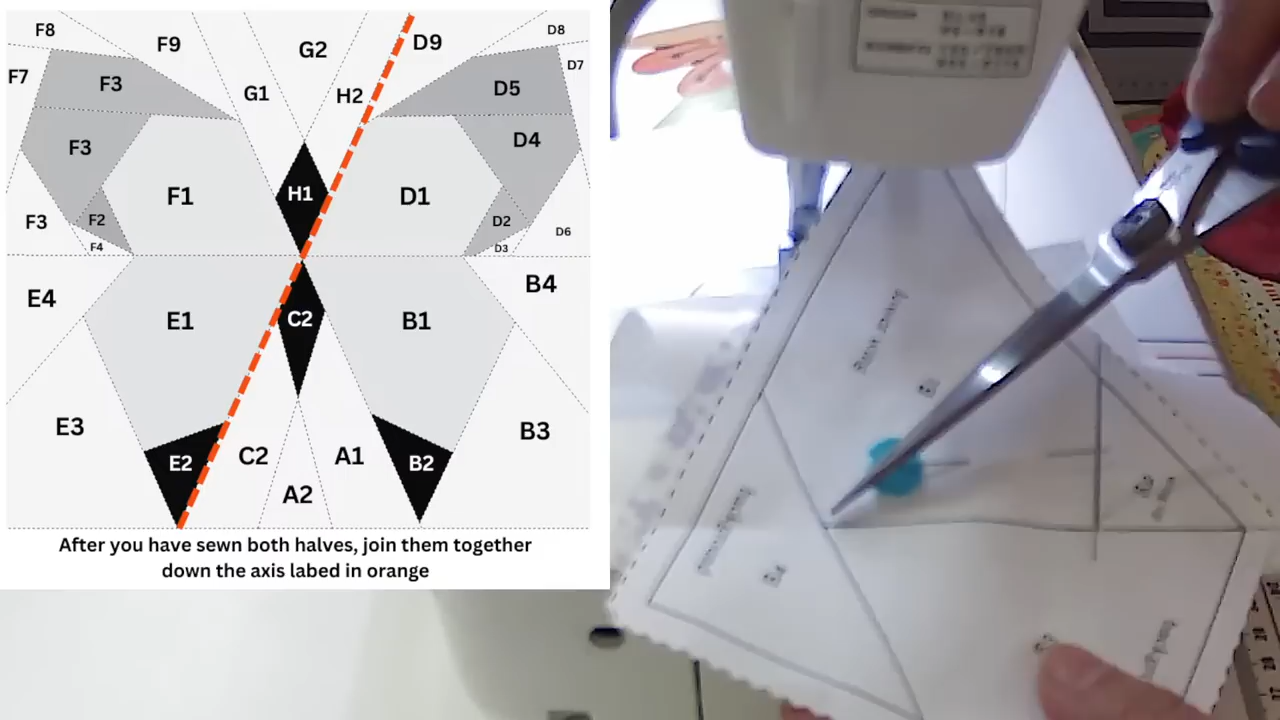 F8
F9
G2
D9
D8
F7
D7
F3
G1
H2
D5
F3
D4
F1
H1
D1
F3
F2
D2
D6
F4
D3
E4
B4
E1
C2
B1
E3
B3
E2
C2
A1
B2
A2
After you have sewn both halves, join them together
down the axis labed in orange